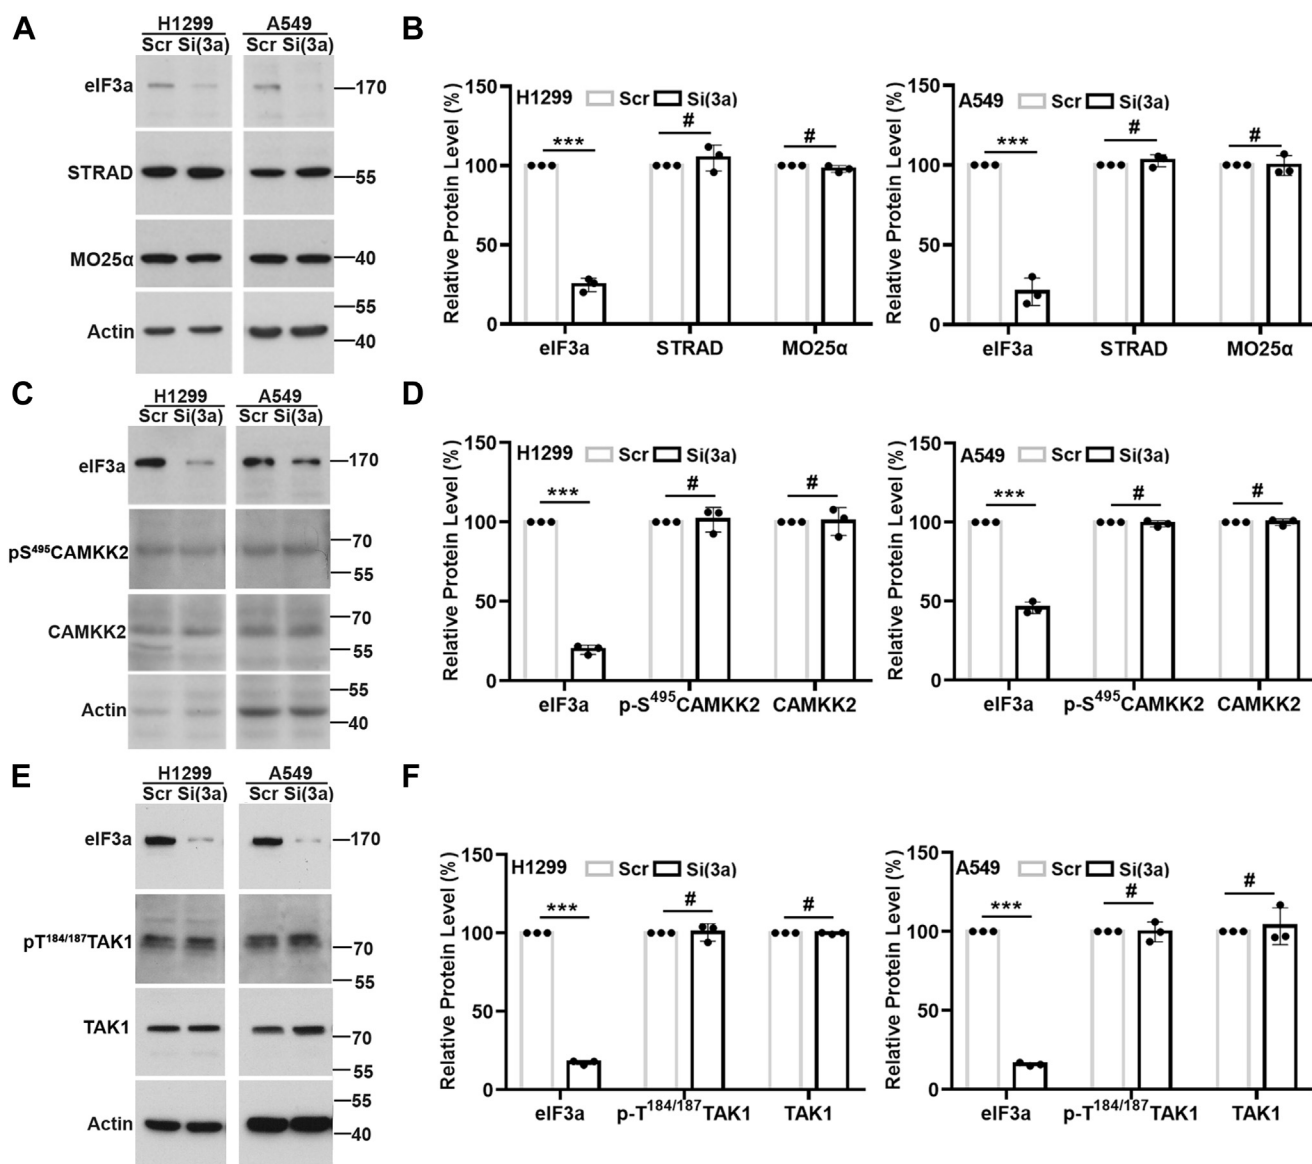 A
H1299 A549
Scr Si(3a) Scr Si(3a)
eIF3a
170
STRAD
55
MO25α
40
55
Actin
40
B
Relative Protein Level (%)
150
100
50
0
H1299 Scr Si(3a)
***
#
#
eIF3a STRAD MO25α
Relative Protein Level (%)
150
100
50
0
A549 Scr Si(3a)
***
#
#
eIF3a STRAD MO25α
C
H1299 A549
Scr Si(3a) Scr Si(3a)
eIF3a
170
70
pS⁴⁹⁵CAMKK2
55
70
CAMKK2
55
55
Actin
40
D
Relative Protein Level (%)
150
100
50
0
H1299 Scr Si(3a)
***
#
#
eIF3a p-S⁴⁹⁵CAMKK2 CAMKK2
Relative Protein Level (%)
150
100
50
0
A549 Scr Si(3a)
***
#
#
eIF3a p-S⁴⁹⁵CAMKK2 CAMKK2
E
H1299 A549
Scr Si(3a) Scr Si(3a)
eIF3a
170
pT¹⁸⁴/¹⁸⁷TAK1
70
55
TAK1
70
55
55
Actin
40
F
Relative Protein Level (%)
150
100
50
0
H1299 Scr Si(3a)
***
#
#
eIF3a p-T¹⁸⁴/¹⁸⁷TAK1 TAK1
Relative Protein Level (%)
150
100
50
0
A549 Scr Si(3a)
***
#
#
eIF3a p-T¹⁸⁴/¹⁸⁷TAK1 TAK1